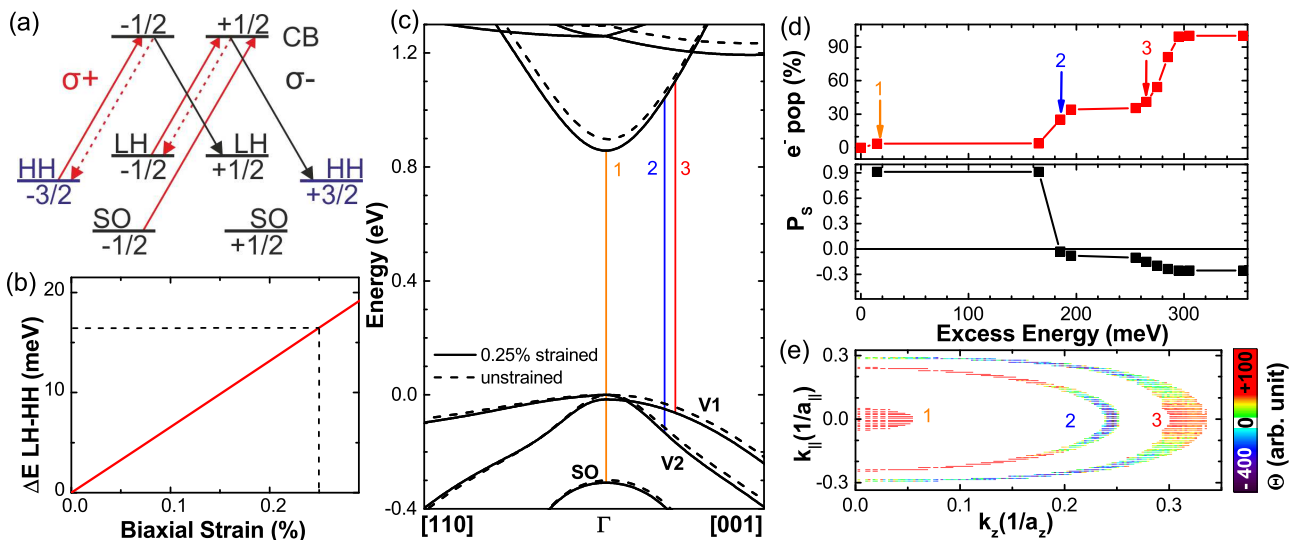 (a)
-1/2 +1/2 CB
σ+ σ-
LH LH
-1/2 +1/2
HH HH
-3/2 +3/2
SO SO
-1/2 +1/2
(b)
ΔE LH-HH (meV)
20
10
0
0.0 0.1 0.2
Biaxial Strain (%)
(c)
Energy (eV)
1.2
0.8
0.4
0.0
-0.4
1 2 3
0.25% strained
unstrained
V1
V2
SO
[110] Γ [001]
(d)
e- pop (%)
90
60
30
0
1 2 3
P_S
0.9
0.6
0.3
0.0
-0.3
0 100 200 300
Excess Energy (meV)
(e)
k_||(1/a_||)
0.3
0.0
-0.3
1 2 3
0.0 0.1 0.2 0.3
k_z(1/a_z)
- 400 0 +100
Θ (arb. unit)